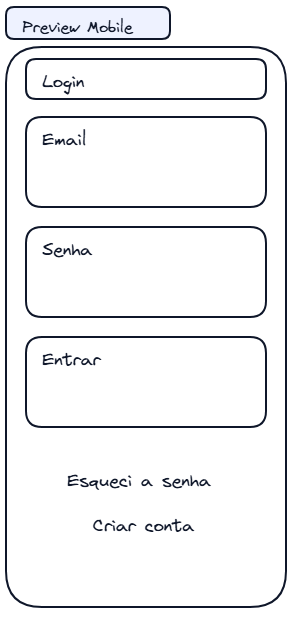 Preview Mobile
Login
Email
Senha
Entrar
Esqueci a senha
Criar conta